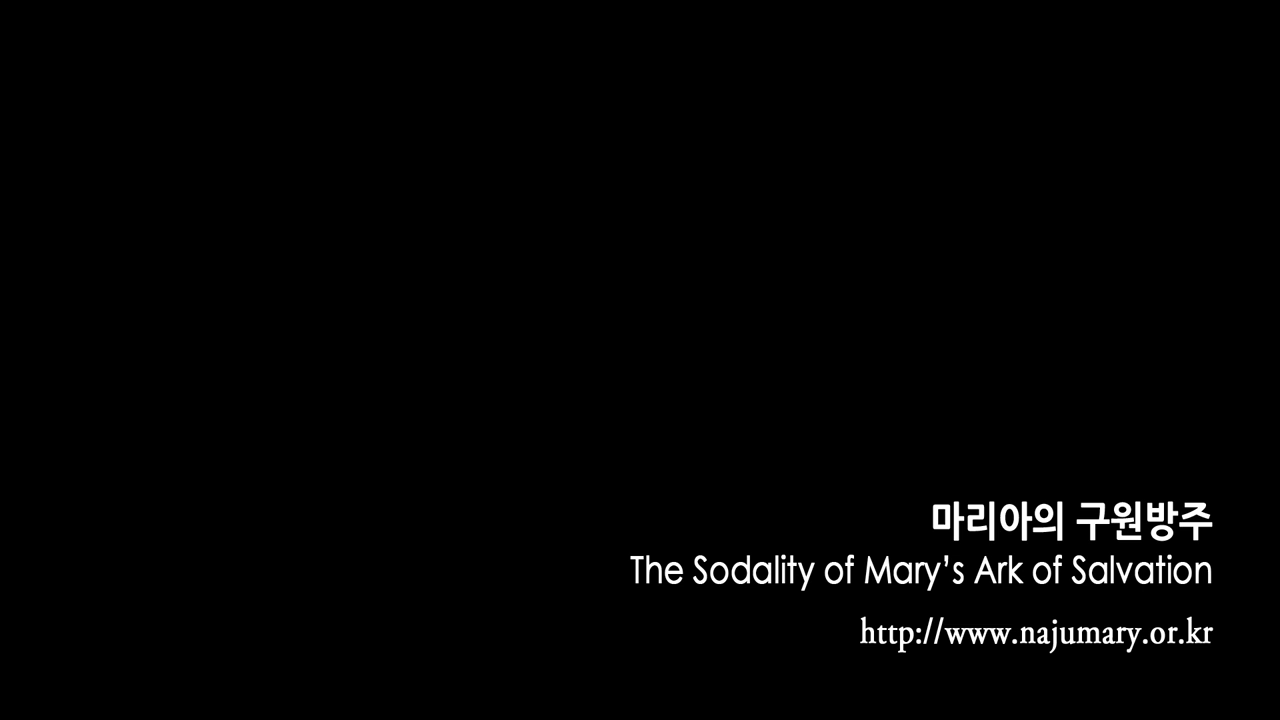 마리아의 구원방주
The Sodality of Mary’s Ark of Salvation
http://www.najumary.or.kr